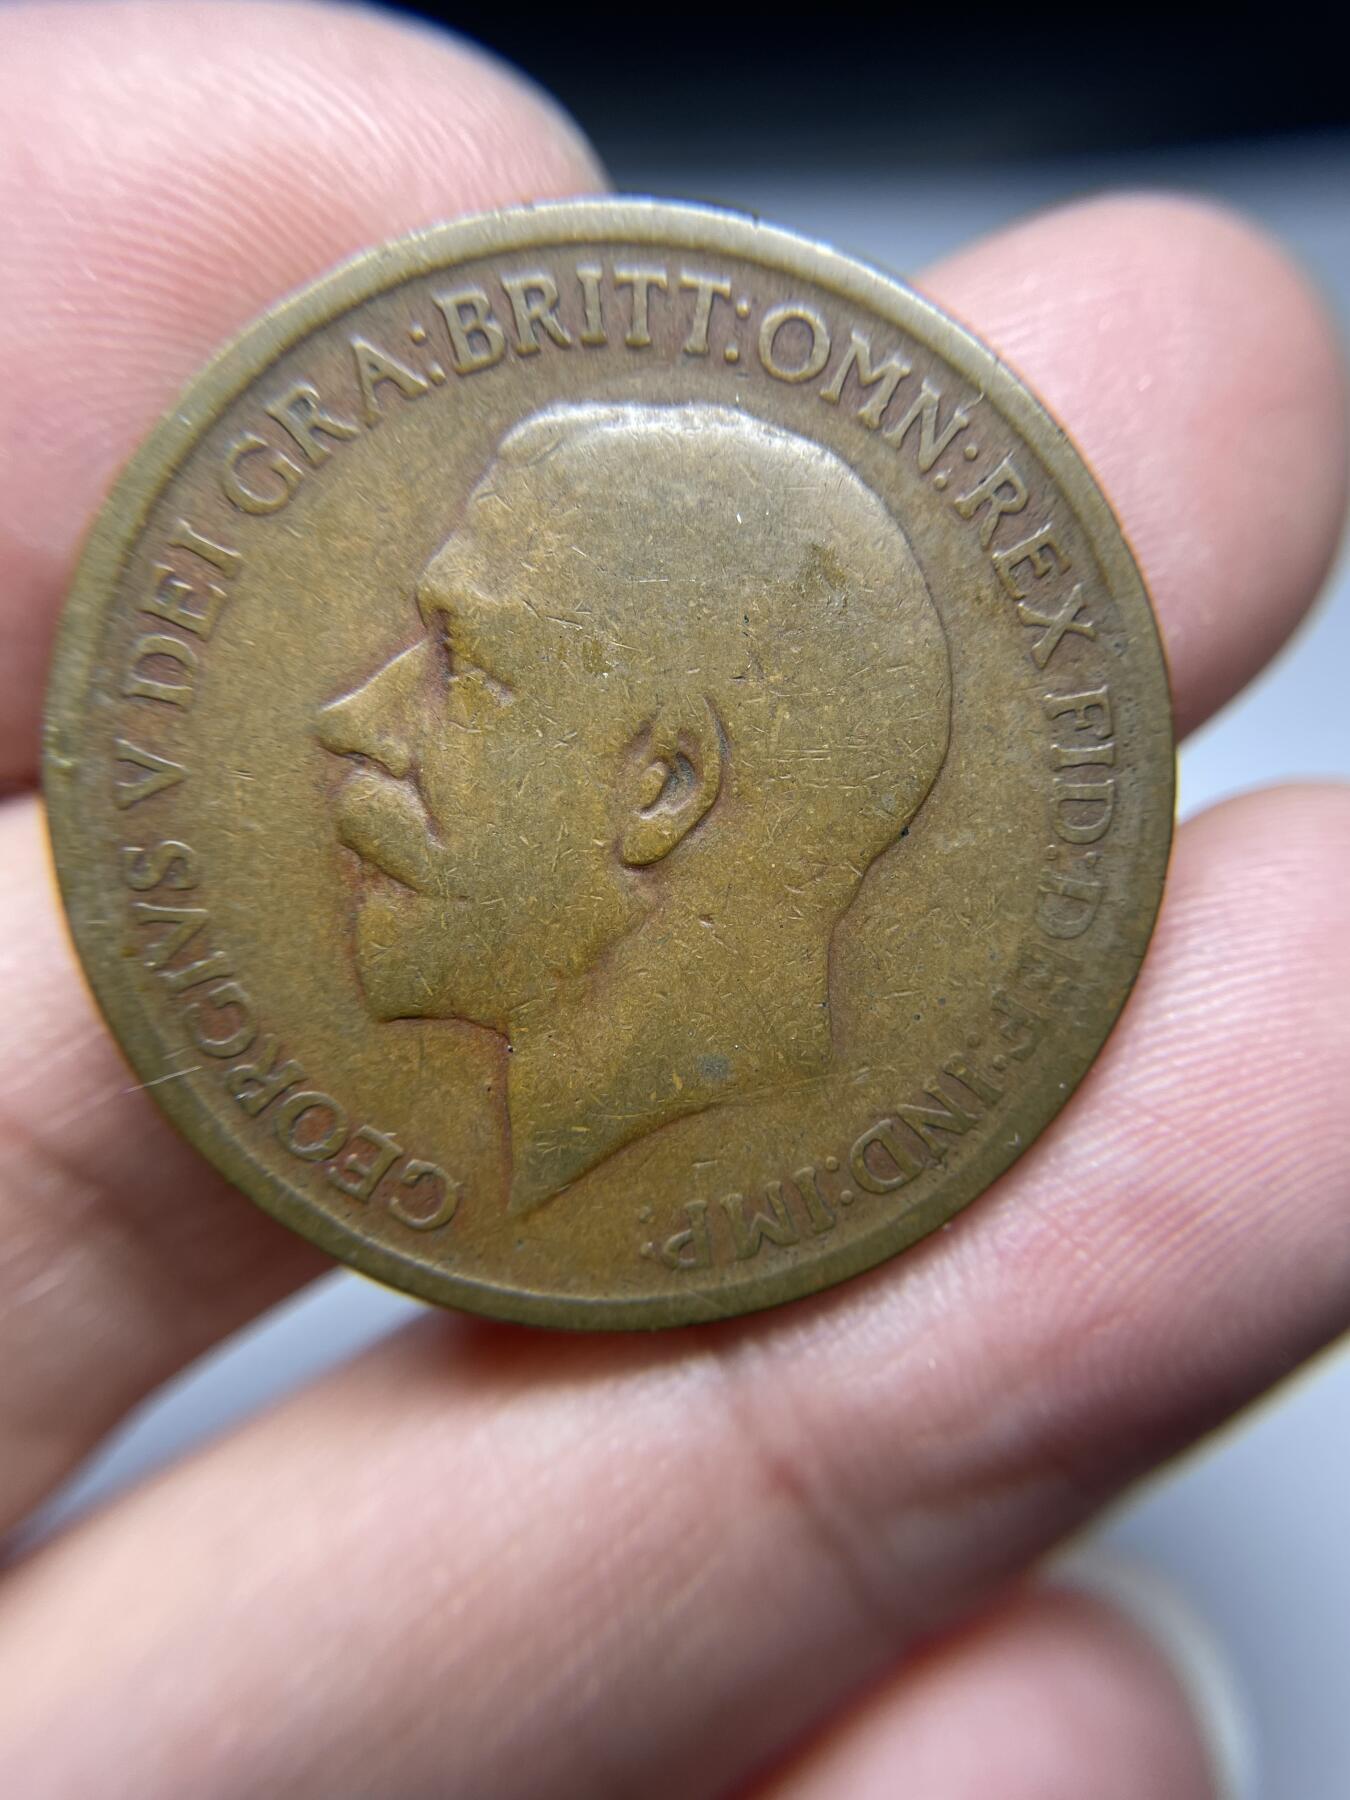 GEORGIVS V DEI GRA: BRITT: OMN: REX FID: DEF: IND: IMP: